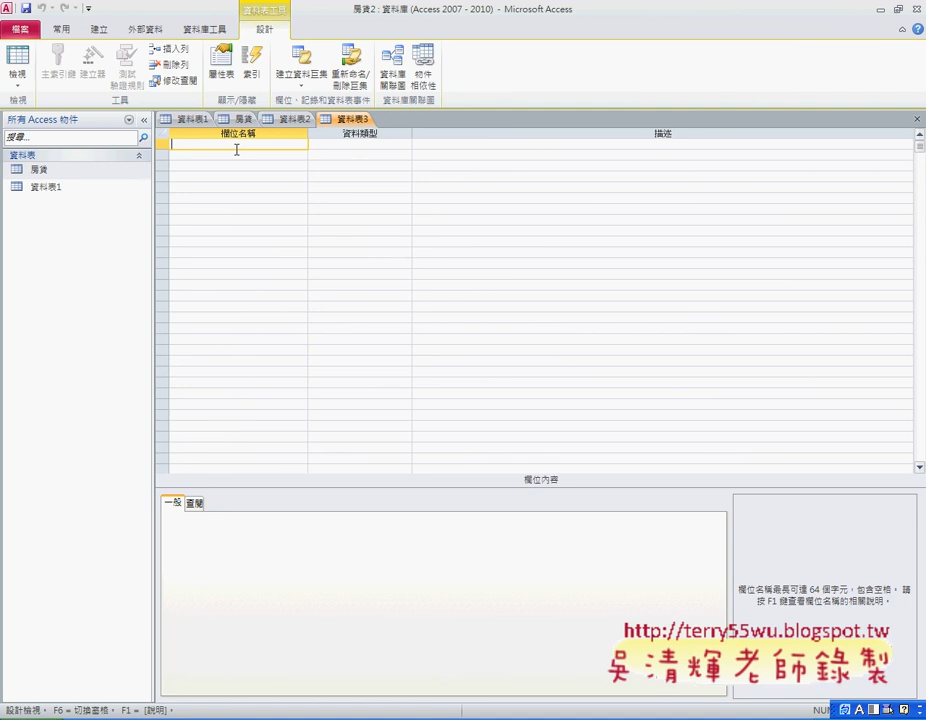 資料表工具
房貸2 : 資料庫 (Access 2007 - 2010) - Microsoft Access
檔案 常用 建立 外部資料 資料庫工具 設計
檢視 主索引鍵 建立器 測試驗證規則 插入列 刪除列 修改查閱 屬性表 索引 建立資料巨集 重新命名/刪除巨集 資料庫關聯圖 物件相依性
檢視 工具 顯示/隱藏 欄位、記錄和資料表事件 資料庫關聯圖
所有 Access 物件
搜尋...
資料表
房貸
資料表1
資料表1 房貸 資料表2 資料表3
欄位名稱 資料類型 描述
欄位內容
一般 查閱
欄位名稱最長可達 64 個字元，包含空格。請
按 F1 鍵查看欄位名稱的相關說明。
http://terry55wu.blogspot.tw
吳清輝老師錄製
設計檢視。 F6 = 切換窗格。 F1 = [說明]。
NUM
A